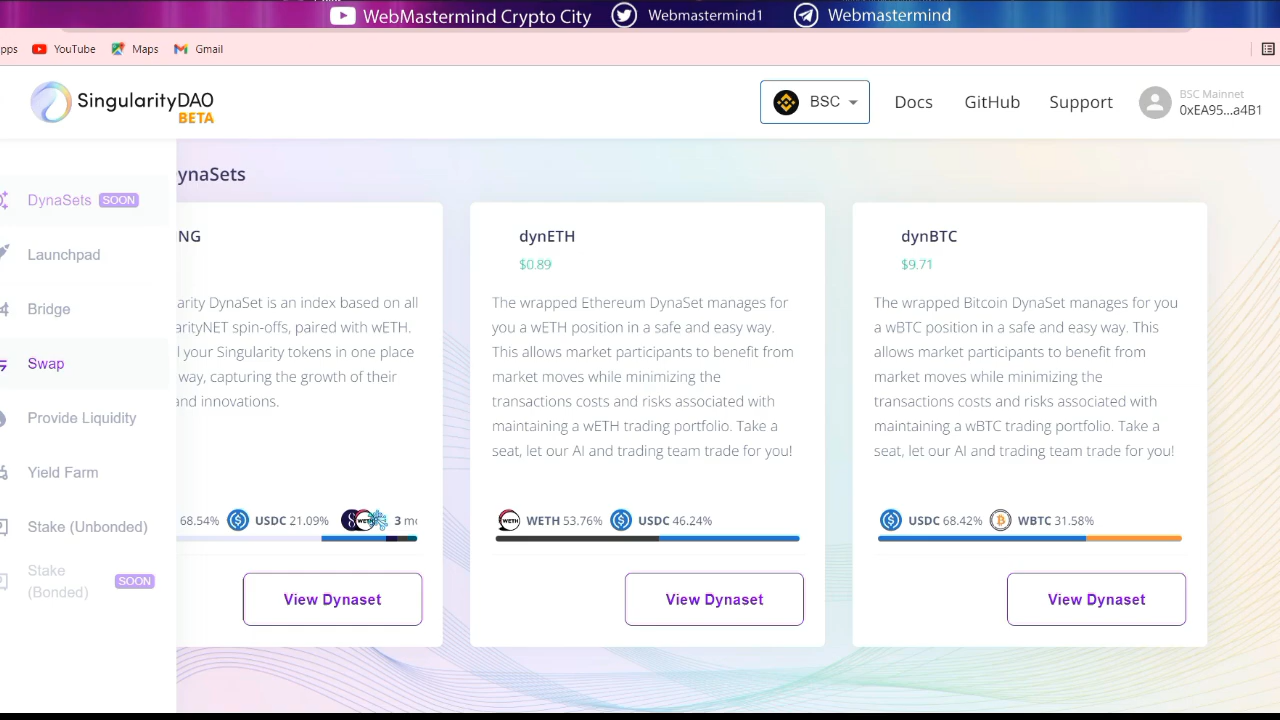 WebMastermind Crypto City Webmastermind1 Webmastermind
pps YouTube Maps Gmail
SingularityDAO
BETA
BSC Docs GitHub Support
BSC Mainnet
0xEA95...a4B1
DynaSets SOON
Launchpad
Bridge
Swap
Provide Liquidity
Yield Farm
Stake (Unbonded)
Stake
(Bonded) SOON
ynaSets
NG
arity DynaSet is an index based on all
arityNET spin-offs, paired with wETH.
l your Singularity tokens in one place
way, capturing the growth of their
and innovations.
68.54% USDC 21.09% WETH 3 mo
View Dynaset
dynETH
$0.89
The wrapped Ethereum DynaSet manages for
you a wETH position in a safe and easy way.
This allows market participants to benefit from
market moves while minimizing the
transactions costs and risks associated with
maintaining a wETH trading portfolio. Take a
seat, let our AI and trading team trade for you!
WETH WETH 53.76% USDC 46.24%
View Dynaset
dynBTC
$9.71
The wrapped Bitcoin DynaSet manages for you
a wBTC position in a safe and easy way. This
allows market participants to benefit from
market moves while minimizing the
transactions costs and risks associated with
maintaining a wBTC trading portfolio. Take a
seat, let our AI and trading team trade for you!
USDC 68.42% WBTC 31.58%
View Dynaset